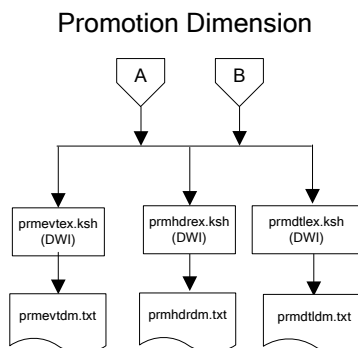 Promotion Dimension
A
B
prmevtex.ksh
(DWI)
prmhdrex.ksh
(DWI)
prmdtlex.ksh
(DWI)
prmevtdm.txt
prmhdrdm.txt
prmdtldm.txt